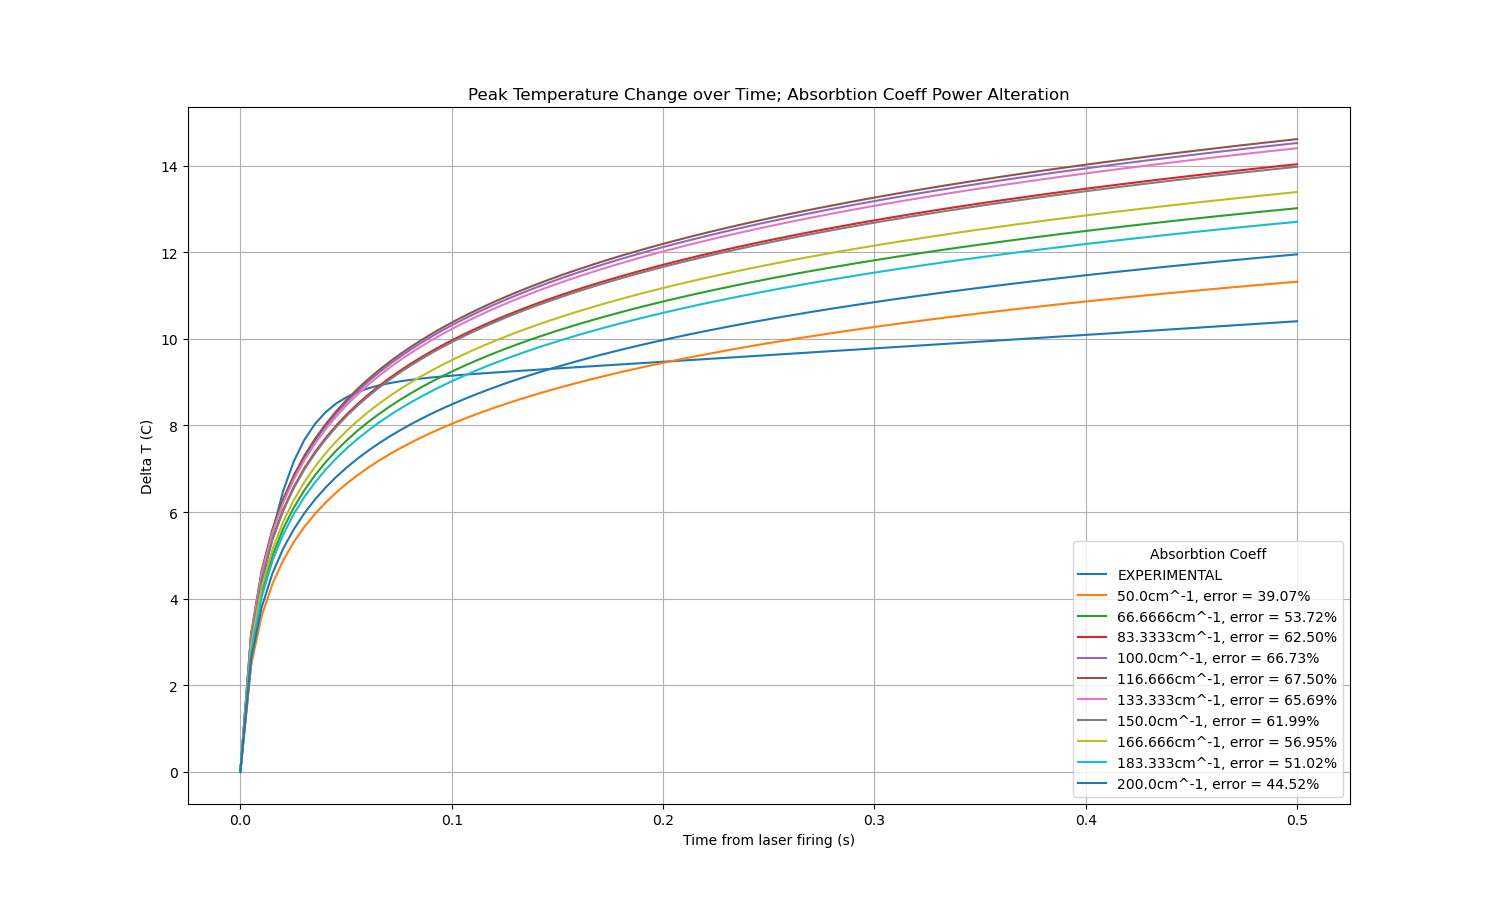 Peak Temperature Change over Time; Absorbtion Coeff Power Alteration
Delta T (C)
14
12
10
8
6
4
2
0
Absorbtion Coeff
EXPERIMENTAL
50.0cm^-1, error = 39.07%
66.6666cm^-1, error = 53.72%
83.3333cm^-1, error = 62.50%
100.0cm^-1, error = 66.73%
116.666cm^-1, error = 67.50%
133.333cm^-1, error = 65.69%
150.0cm^-1, error = 61.99%
166.666cm^-1, error = 56.95%
183.333cm^-1, error = 51.02%
200.0cm^-1, error = 44.52%
0.0 0.1 0.2 0.3 0.4 0.5
Time from laser firing (s)